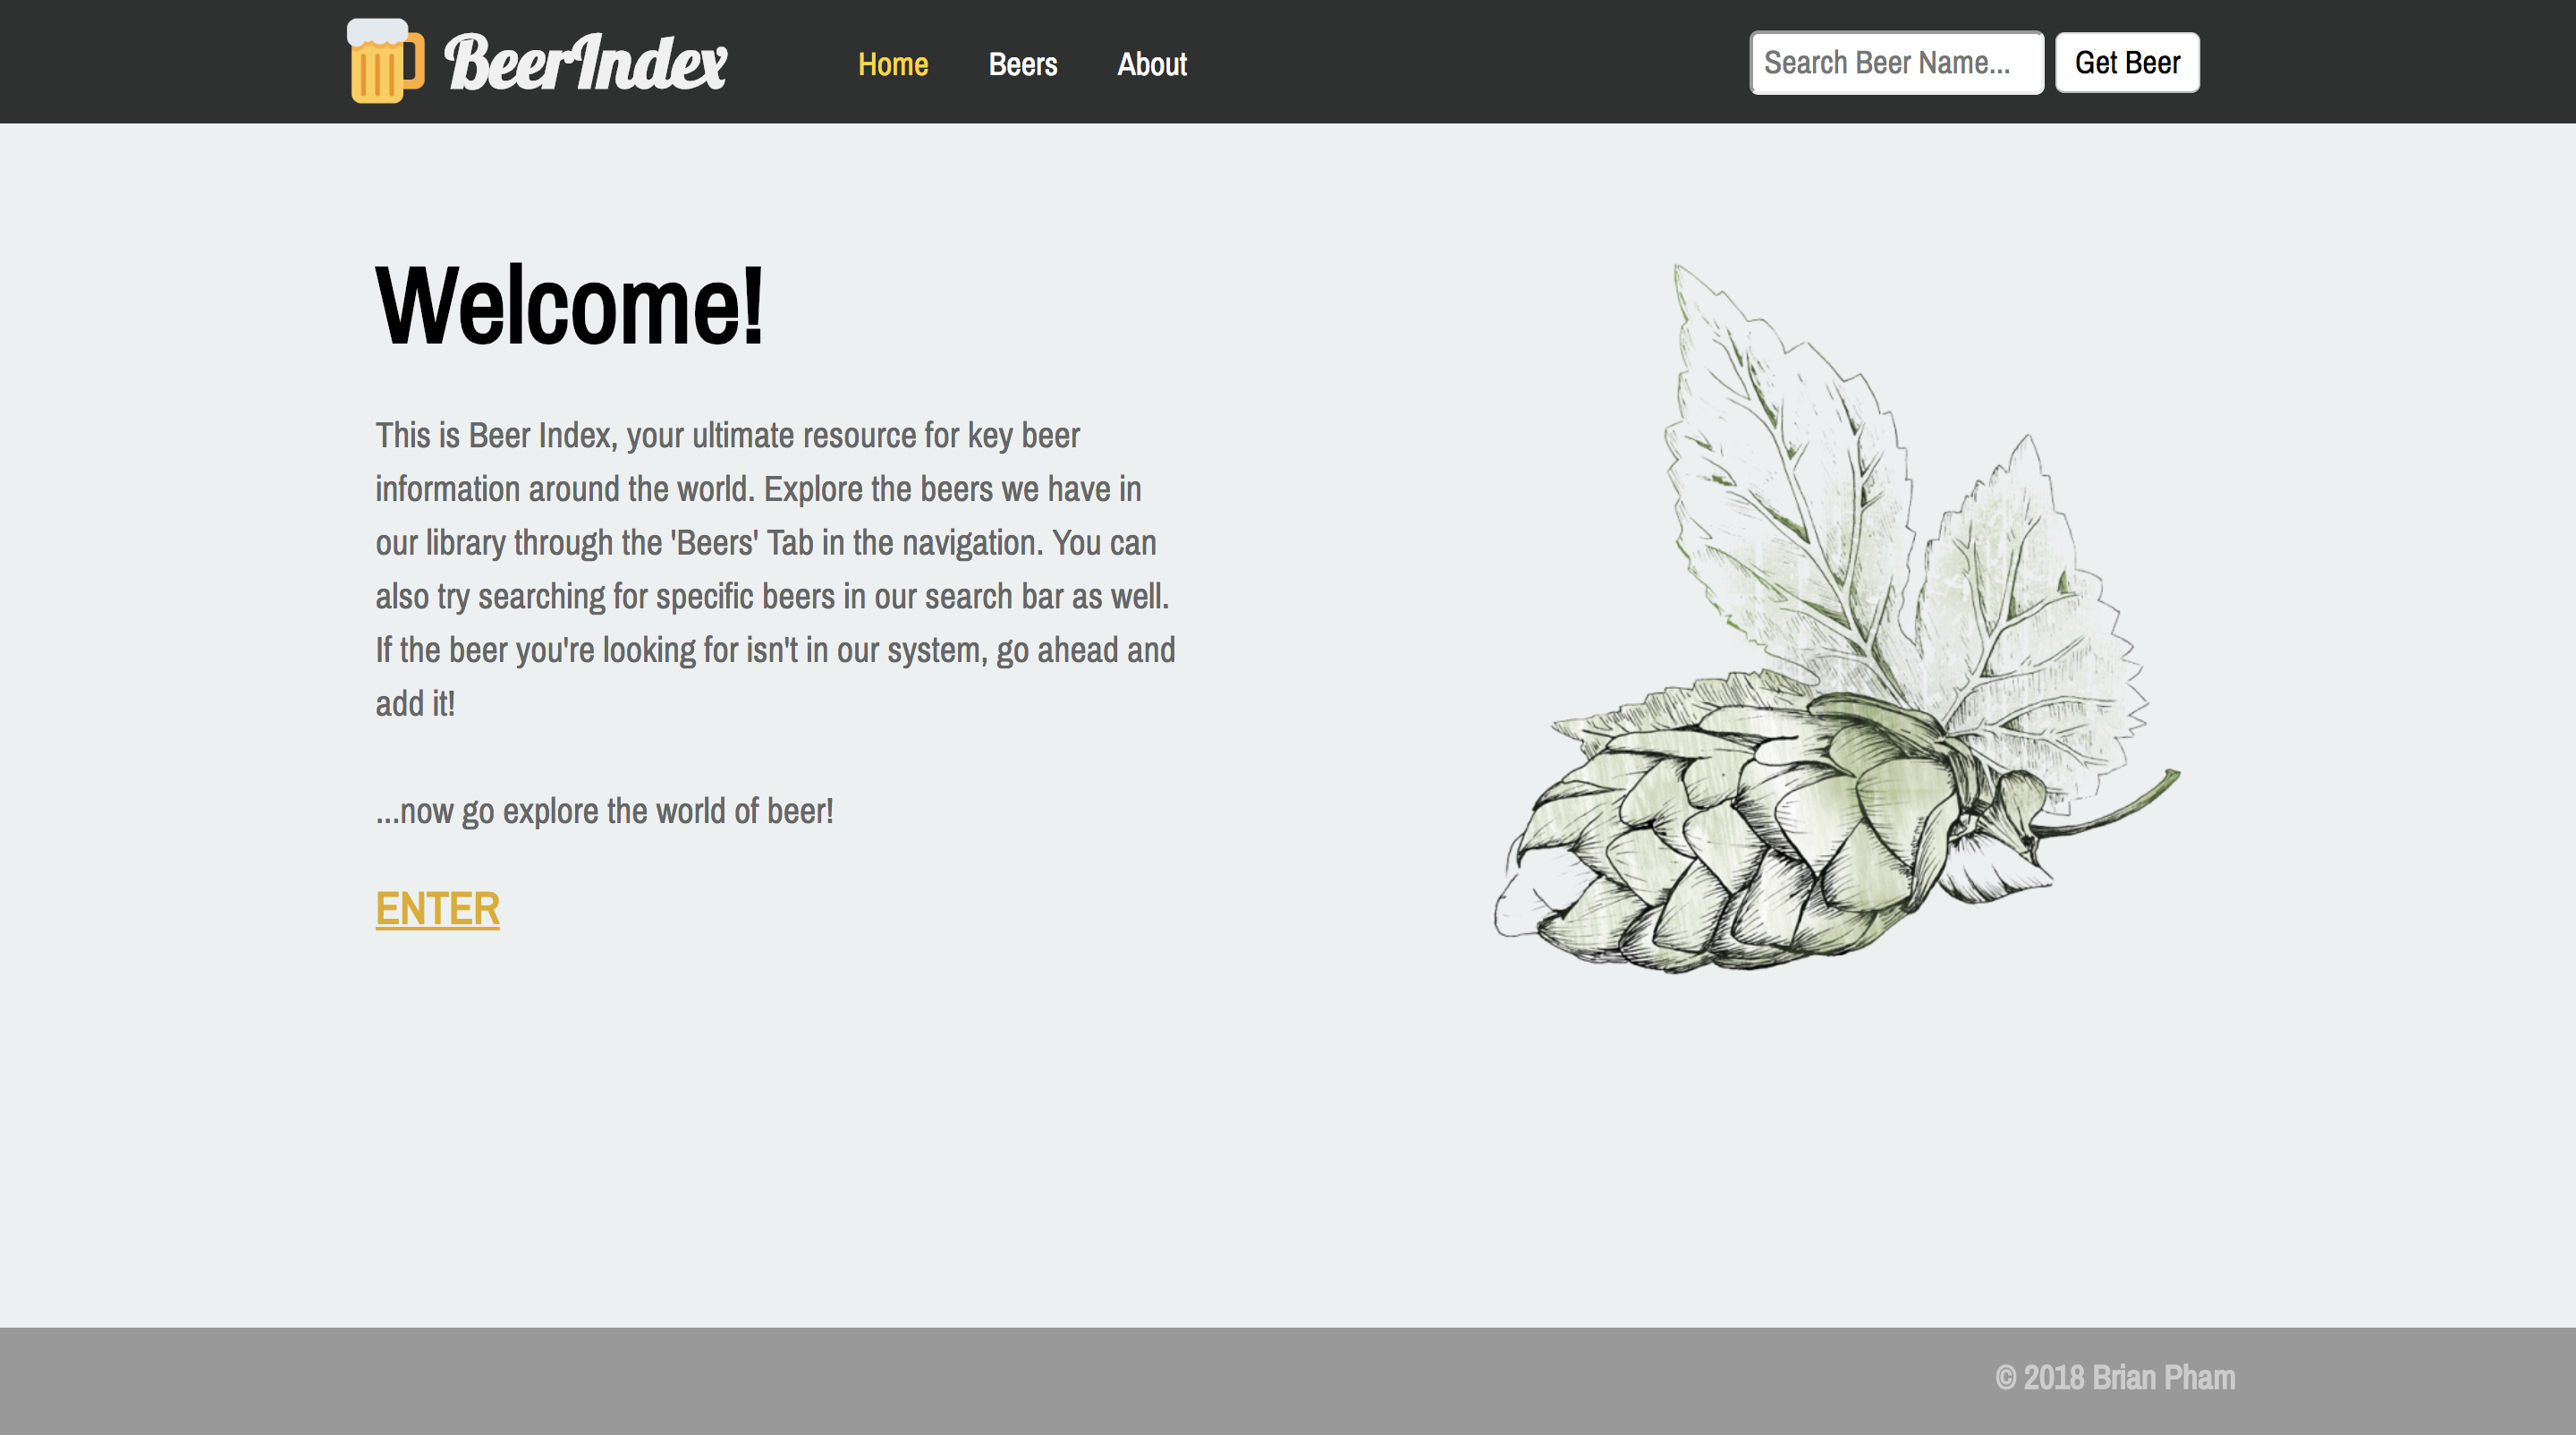 BeerIndex
Home Beers About
Search Beer Name...
Get Beer
Welcome!
This is Beer Index, your ultimate resource for key beer
information around the world. Explore the beers we have in
our library through the 'Beers' Tab in the navigation. You can
also try searching for specific beers in our search bar as well.
If the beer you're looking for isn't in our system, go ahead and
add it!
...now go explore the world of beer!
ENTER
© 2018 Brian Pham